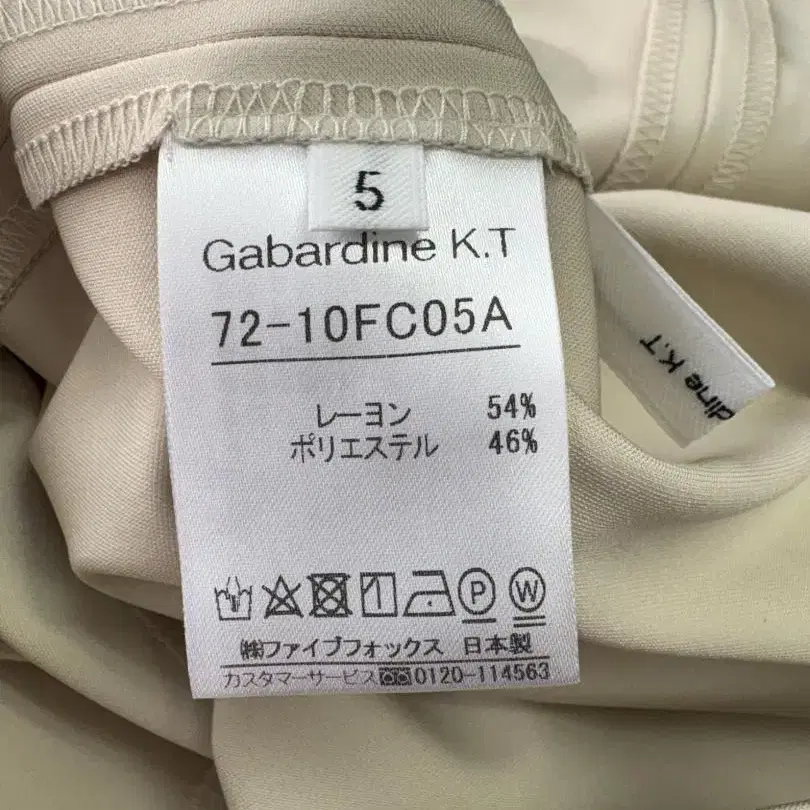 5
Gabardine K.T
72-10FC05A
レーヨン 54%
ポリエステル 46%
P W
㈱ファイブフォックス 日本製
カスタマーサービス 0120-114563
dine K.T